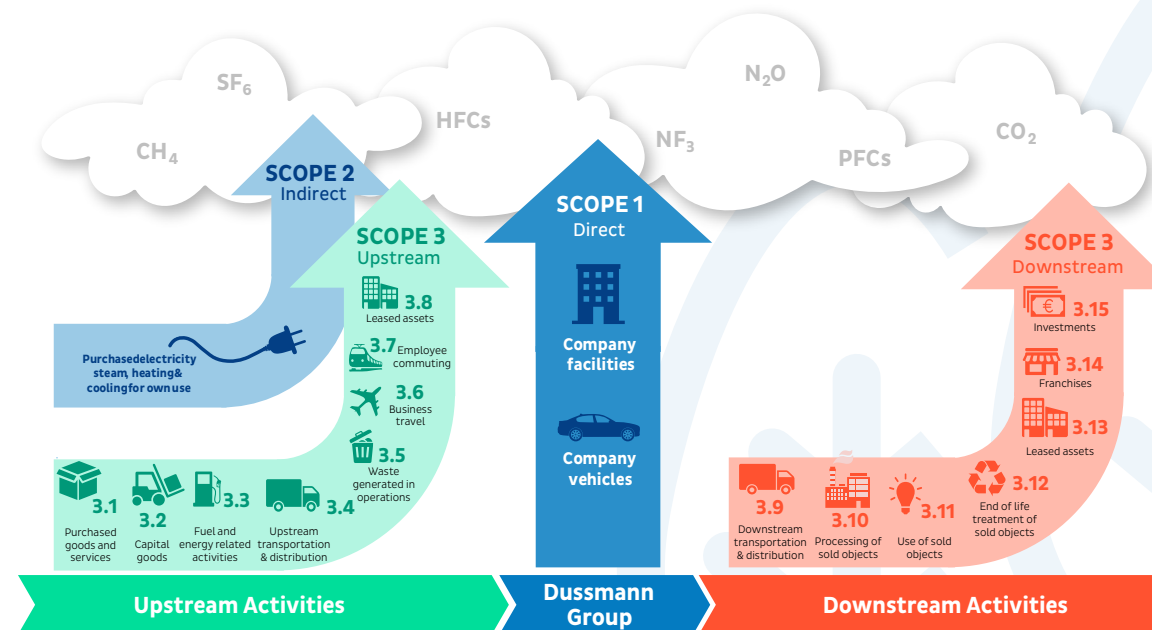 SF6
N2O
HFCs
CH4
NF3
CO2
PFCs
SCOPE 2
Indirect
Purchasedelectricity
steam, heating&
coolingfor own use
SCOPE 3
Upstream
3.8
Leased assets
3.7 Employee
commuting
3.6
Business
travel
3.5
Waste
generated in
operations
3.1
Purchased
goods and
services
3.2
Capital
goods
3.3
Fuel and
energy related
activities
3.4
Upstream
transportation
& distribution
SCOPE 1
Direct
Company
facilities
Company
vehicles
SCOPE 3
Downstream
€
3.15
Investments
3.14
Franchises
3.13
Leased assets
3.12
End of life
treatment of
sold objects
3.9
Downstream
transportation
& distribution
3.10
Processing of
sold objects
3.11
Use of sold
objects
Upstream Activities
Dussmann
Group
Downstream Activities